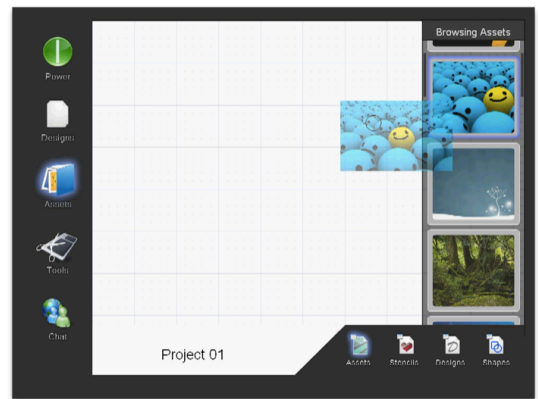 Browsing Assets
Power
Designs
Assets
Tools
Chat
Project 01
Assets
Stencils
Designs
Shapes